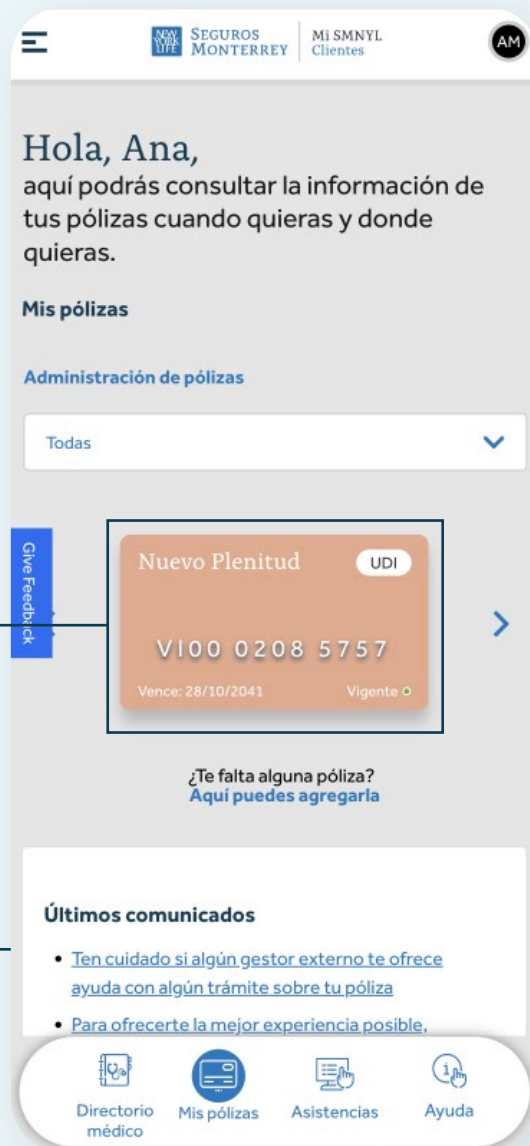 NEW
YORK
LIFE
SEGUROS
MONTERREY
Mi SMNYL
Clientes
AM
Hola, Ana,
aquí podrás consultar la información de
tus pólizas cuando quieras y donde
quieras.
Mis pólizas
Administración de pólizas
Todas
Give Feedback
Nuevo Plenitud
UDI
VI00 0208 5757
Vence: 28/10/2041
Vigente
¿Te falta alguna póliza?
Aquí puedes agregarla
Últimos comunicados
Ten cuidado si algún gestor externo te ofrece
ayuda con algún trámite sobre tu póliza
Para ofrecerte la mejor experiencia posible,
Directorio
médico
Mis pólizas
Asistencias
Ayuda